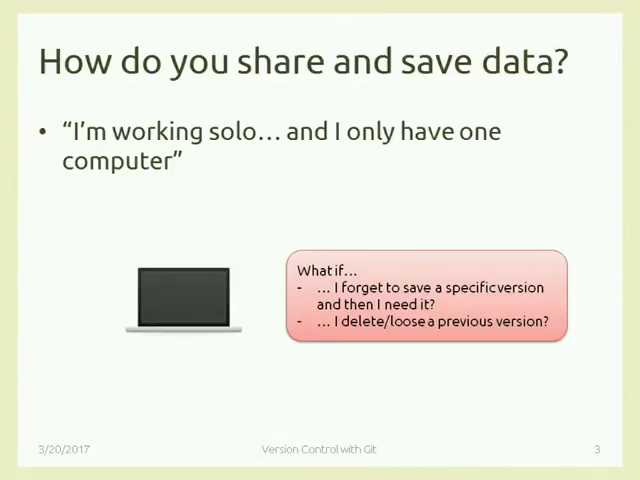 How do you share and save data?
• “I’m working solo… and I only have one
computer”
What if…
- … I forget to save a specific version
and then I need it?
- … I delete/loose a previous version?
3/20/2017
Version Control with Git
3